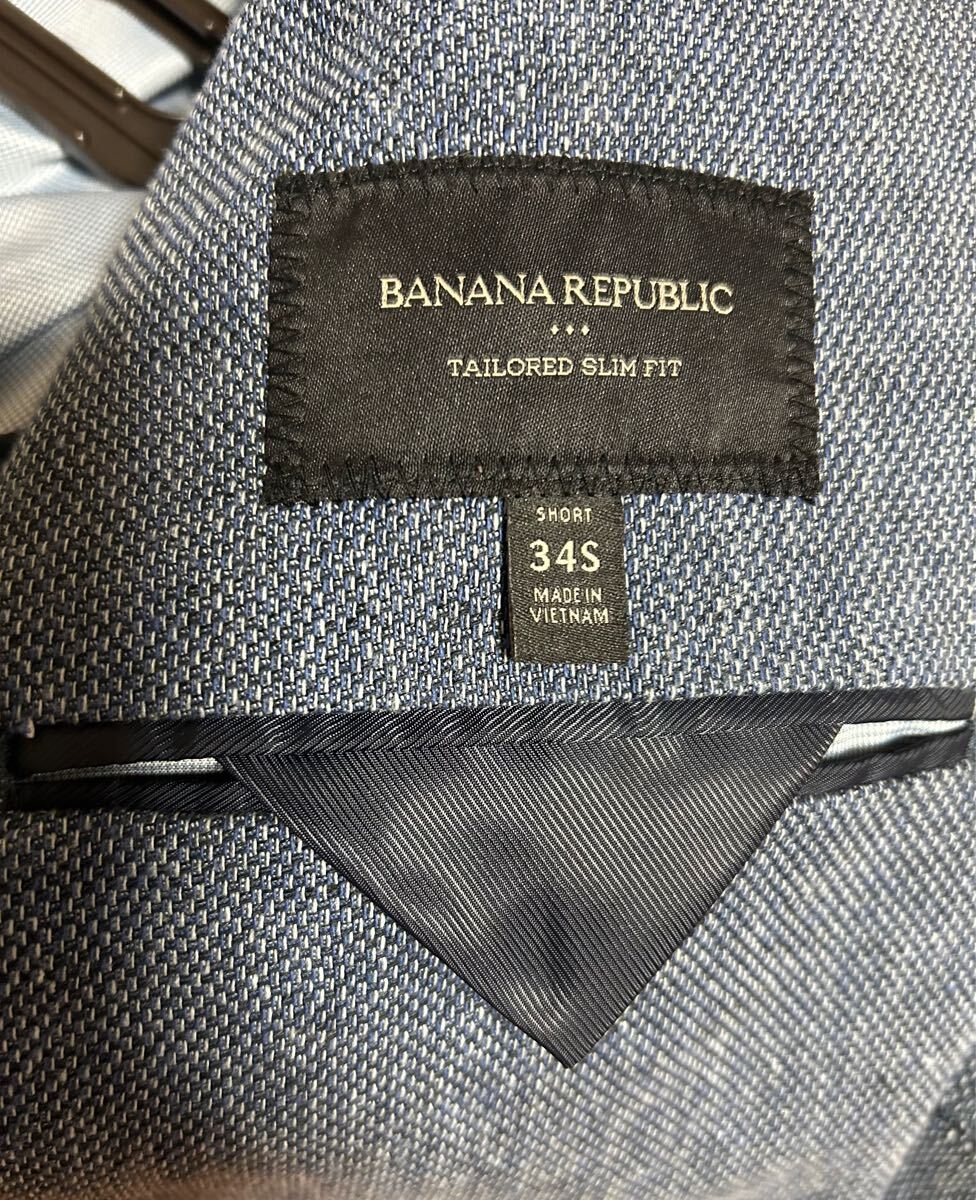 BANANA REPUBLIC
TAILORED SLIM FIT
SHORT
34S
MADE IN
VIETNAM